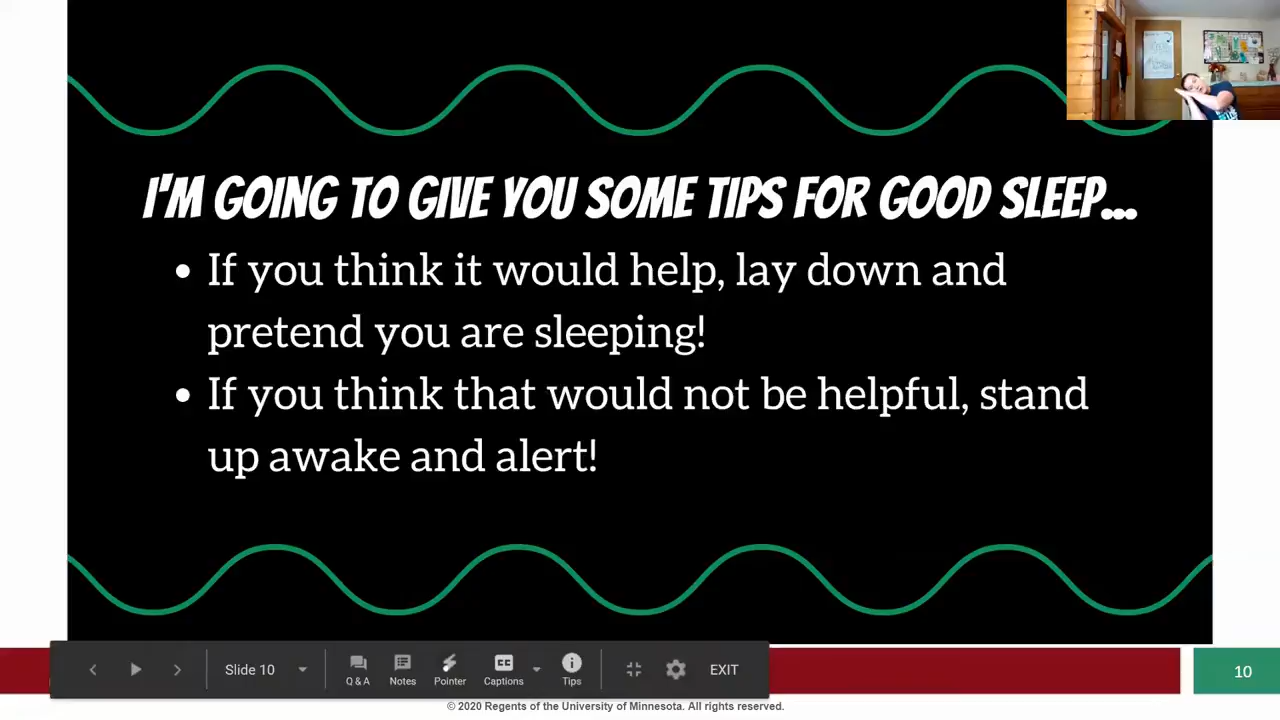 I'M GOING TO GIVE YOU SOME TIPS FOR GOOD SLEEP...
• If you think it would help, lay down and
pretend you are sleeping!
• If you think that would not be helpful, stand
up awake and alert!
Slide 10
Q & A
Notes
Pointer
CC
Captions
Tips
EXIT
10
© 2020 Regents of the University of Minnesota. All rights reserved.